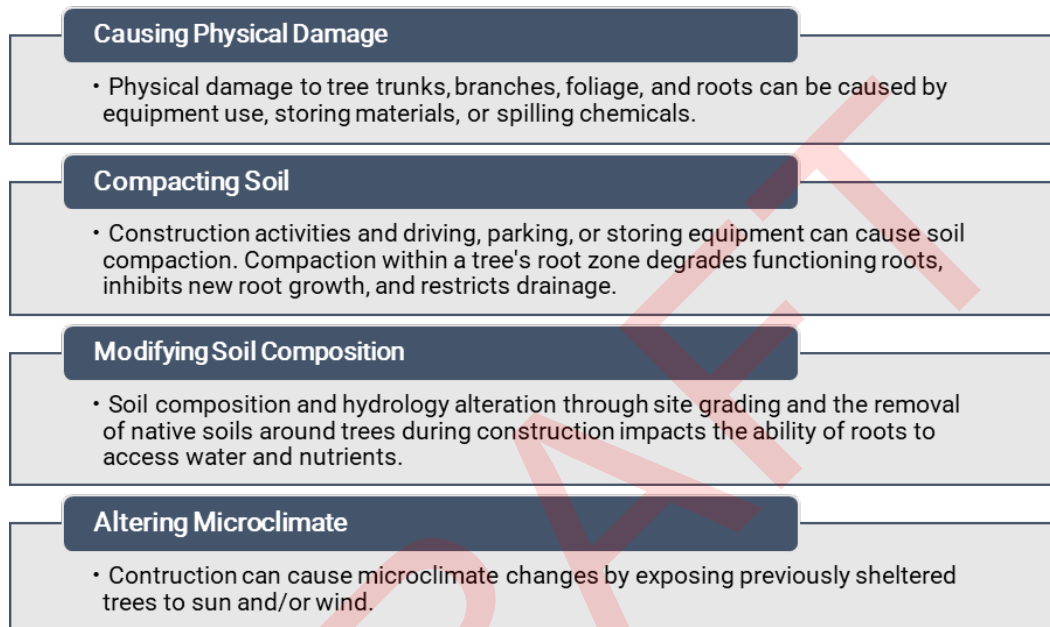 Causing Physical Damage
• Physical damage to tree trunks, branches, foliage, and roots can be caused by
equipment use, storing materials, or spilling chemicals.
Compacting Soil
• Construction activities and driving, parking, or storing equipment can cause soil
compaction. Compaction within a tree's root zone degrades functioning roots,
inhibits new root growth, and restricts drainage.
Modifying Soil Composition
• Soil composition and hydrology alteration through site grading and the removal
of native soils around trees during construction impacts the ability of roots to
access water and nutrients.
Altering Microclimate
• Contruction can cause microclimate changes by exposing previously sheltered
trees to sun and/or wind.
DRAFT